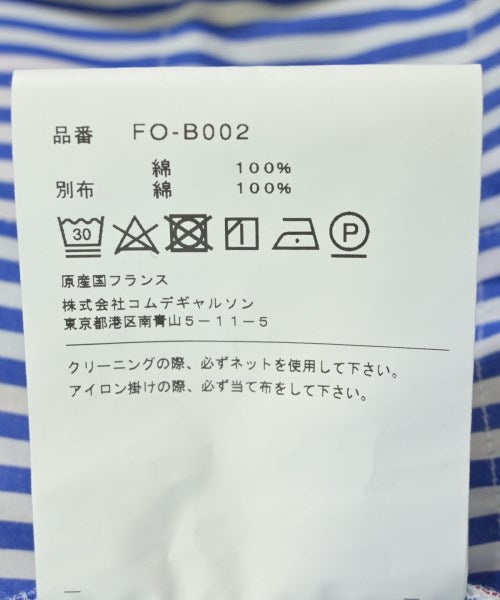 品番 FO-B002
綿 100%
別布 綿 100%
30 P
原産国フランス
株式会社コムデギャルソン
東京都港区南青山5-11-5
クリーニングの際、必ずネットを使用して下さい。
アイロン掛けの際、必ず当て布をして下さい。